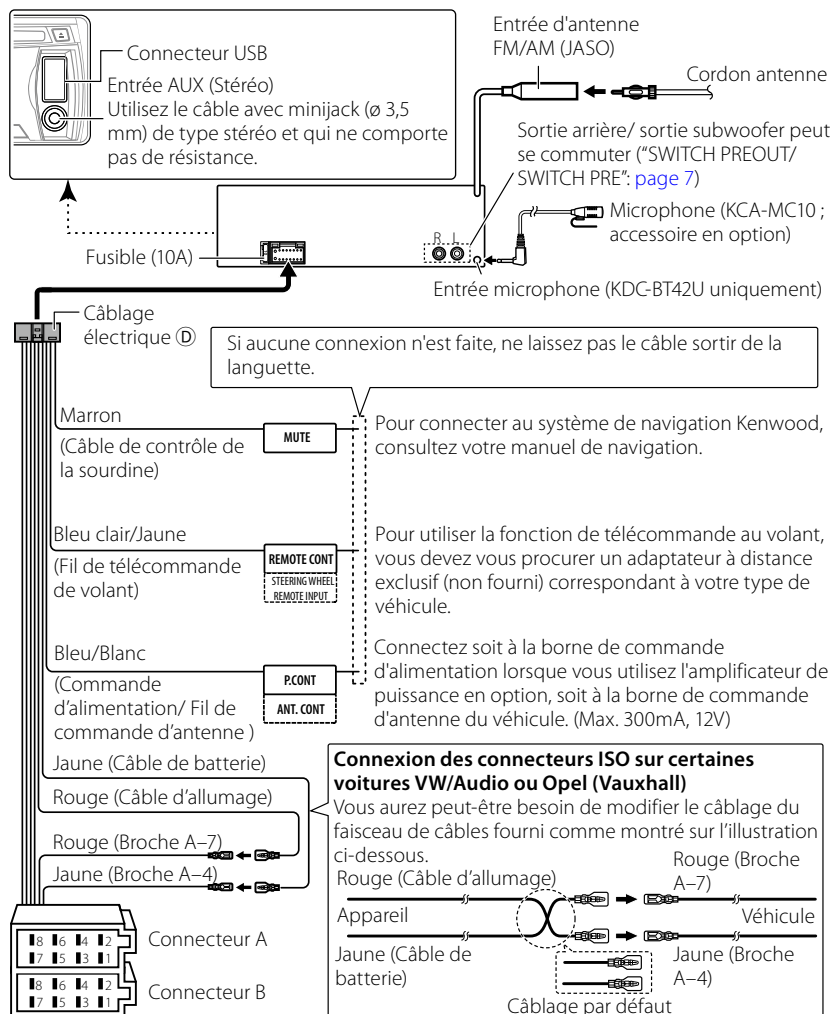 Connecteur USB
Entrée AUX (Stéréo)
Utilisez le câble avec minijack (ø 3,5
mm) de type stéréo et qui ne comporte
pas de résistance.
Entrée d'antenne
FM/AM (JASO)
Cordon antenne
Sortie arrière/ sortie subwoofer peut
se commuter (“SWITCH PREOUT/
SWITCH PRE”: page 7)
Microphone (KCA-MC10 ;
accessoire en option)
R L
Fusible (10A)
Entrée microphone (KDC-BT42U uniquement)
Câblage
électrique Ⓓ
Si aucune connexion n'est faite, ne laissez pas le câble sortir de la
languette.
Marron
(Câble de contrôle de
la sourdine)
MUTE
Pour connecter au système de navigation Kenwood,
consultez votre manuel de navigation.
Bleu clair/Jaune
(Fil de télécommande
de volant)
REMOTE CONT
STEERING WHEEL
REMOTE INPUT
Pour utiliser la fonction de télécommande au volant,
vous devez vous procurer un adaptateur à distance
exclusif (non fourni) correspondant à votre type de
véhicule.
Bleu/Blanc
(Commande
d’alimentation/ Fil de
commande d’antenne )
P.CONT
ANT. CONT
Connectez soit à la borne de commande
d'alimentation lorsque vous utilisez l'amplificateur de
puissance en option, soit à la borne de commande
d'antenne du véhicule. (Max. 300mA, 12V)
Jaune (Câble de batterie)
Rouge (Câble d’allumage)
Rouge (Broche A–7)
Jaune (Broche A–4)
Connexion des connecteurs ISO sur certaines
voitures VW/Audio ou Opel (Vauxhall)
Vous aurez peut-être besoin de modifier le câblage du
faisceau de câbles fourni comme montré sur l’illustration
ci-dessous.
Rouge (Câble d’allumage)
Rouge (Broche
A–7)
Appareil
Véhicule
Jaune (Câble de
batterie)
Jaune (Broche
A–4)
Câblage par défaut
8 6 4 2
7 5 3 1
Connecteur A
8 6 4 2
7 5 3 1
Connecteur B